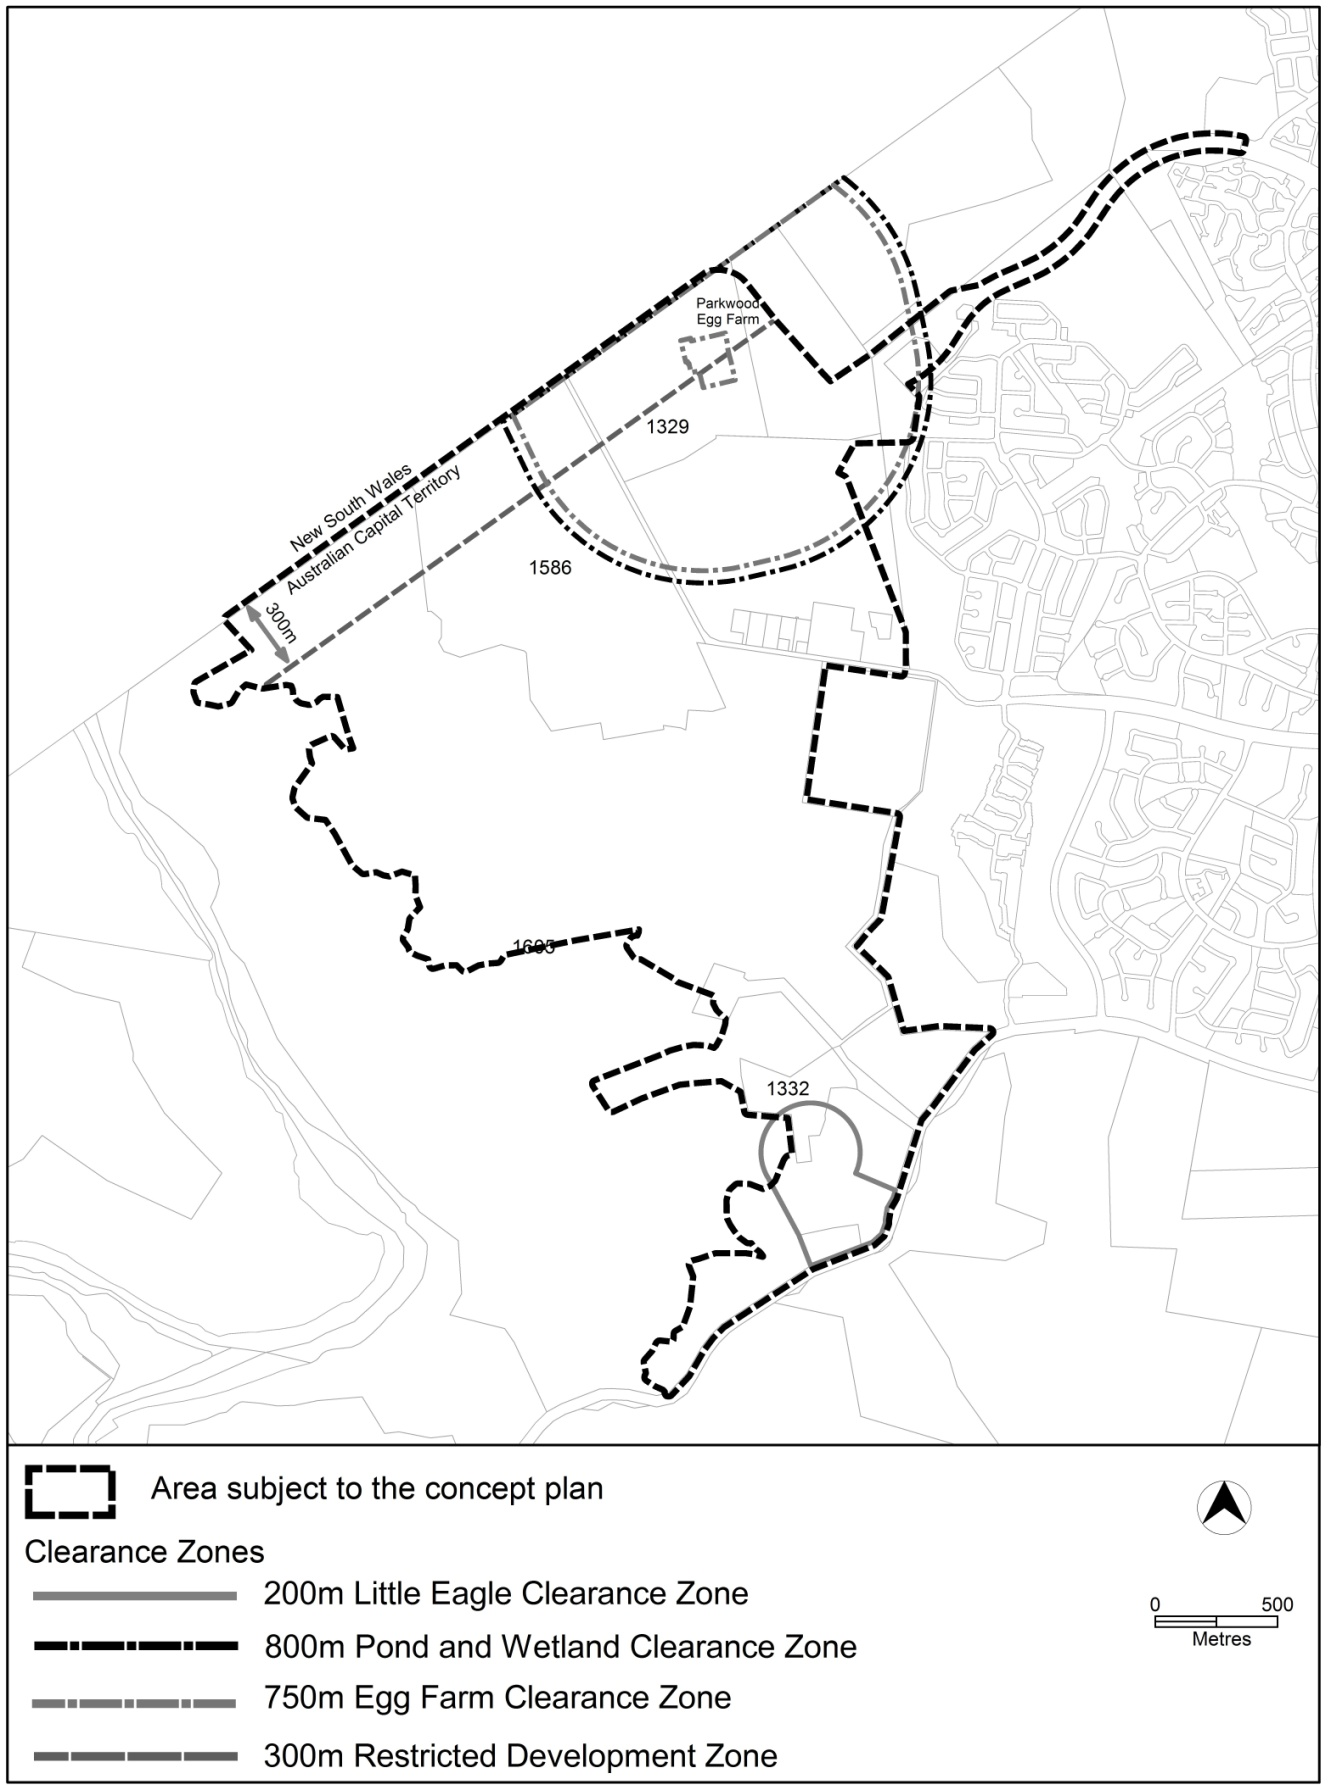 Parkwood
Egg Farm
1329
New South Wales
Australian Capital Territory
1586
300m
1605
1332
Area subject to the concept plan
Clearance Zones
200m Little Eagle Clearance Zone
800m Pond and Wetland Clearance Zone
750m Egg Farm Clearance Zone
300m Restricted Development Zone
0 500
Metres